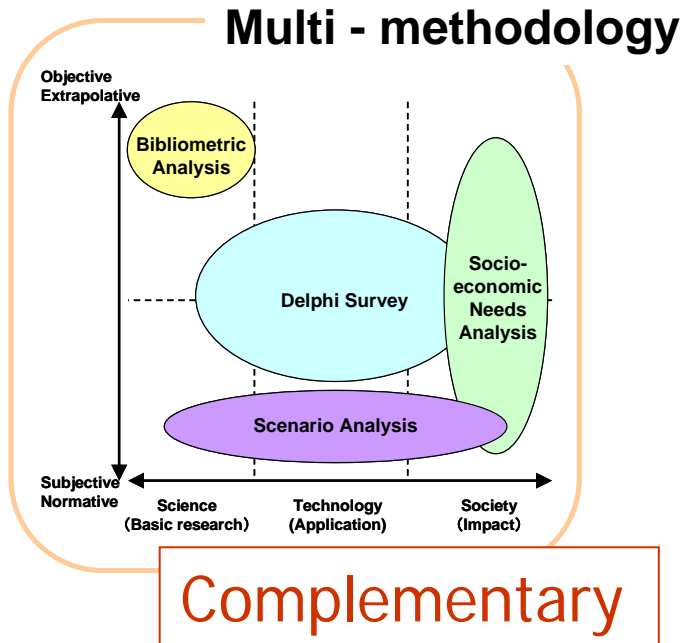 Multi - methodology
Objective
Extrapolative
Bibliometric
Analysis
Delphi Survey
Socio-
economic
Needs
Analysis
Scenario Analysis
Subjective
Normative
Science
(Basic research)
Technology
(Application)
Society
(Impact)
Complementary